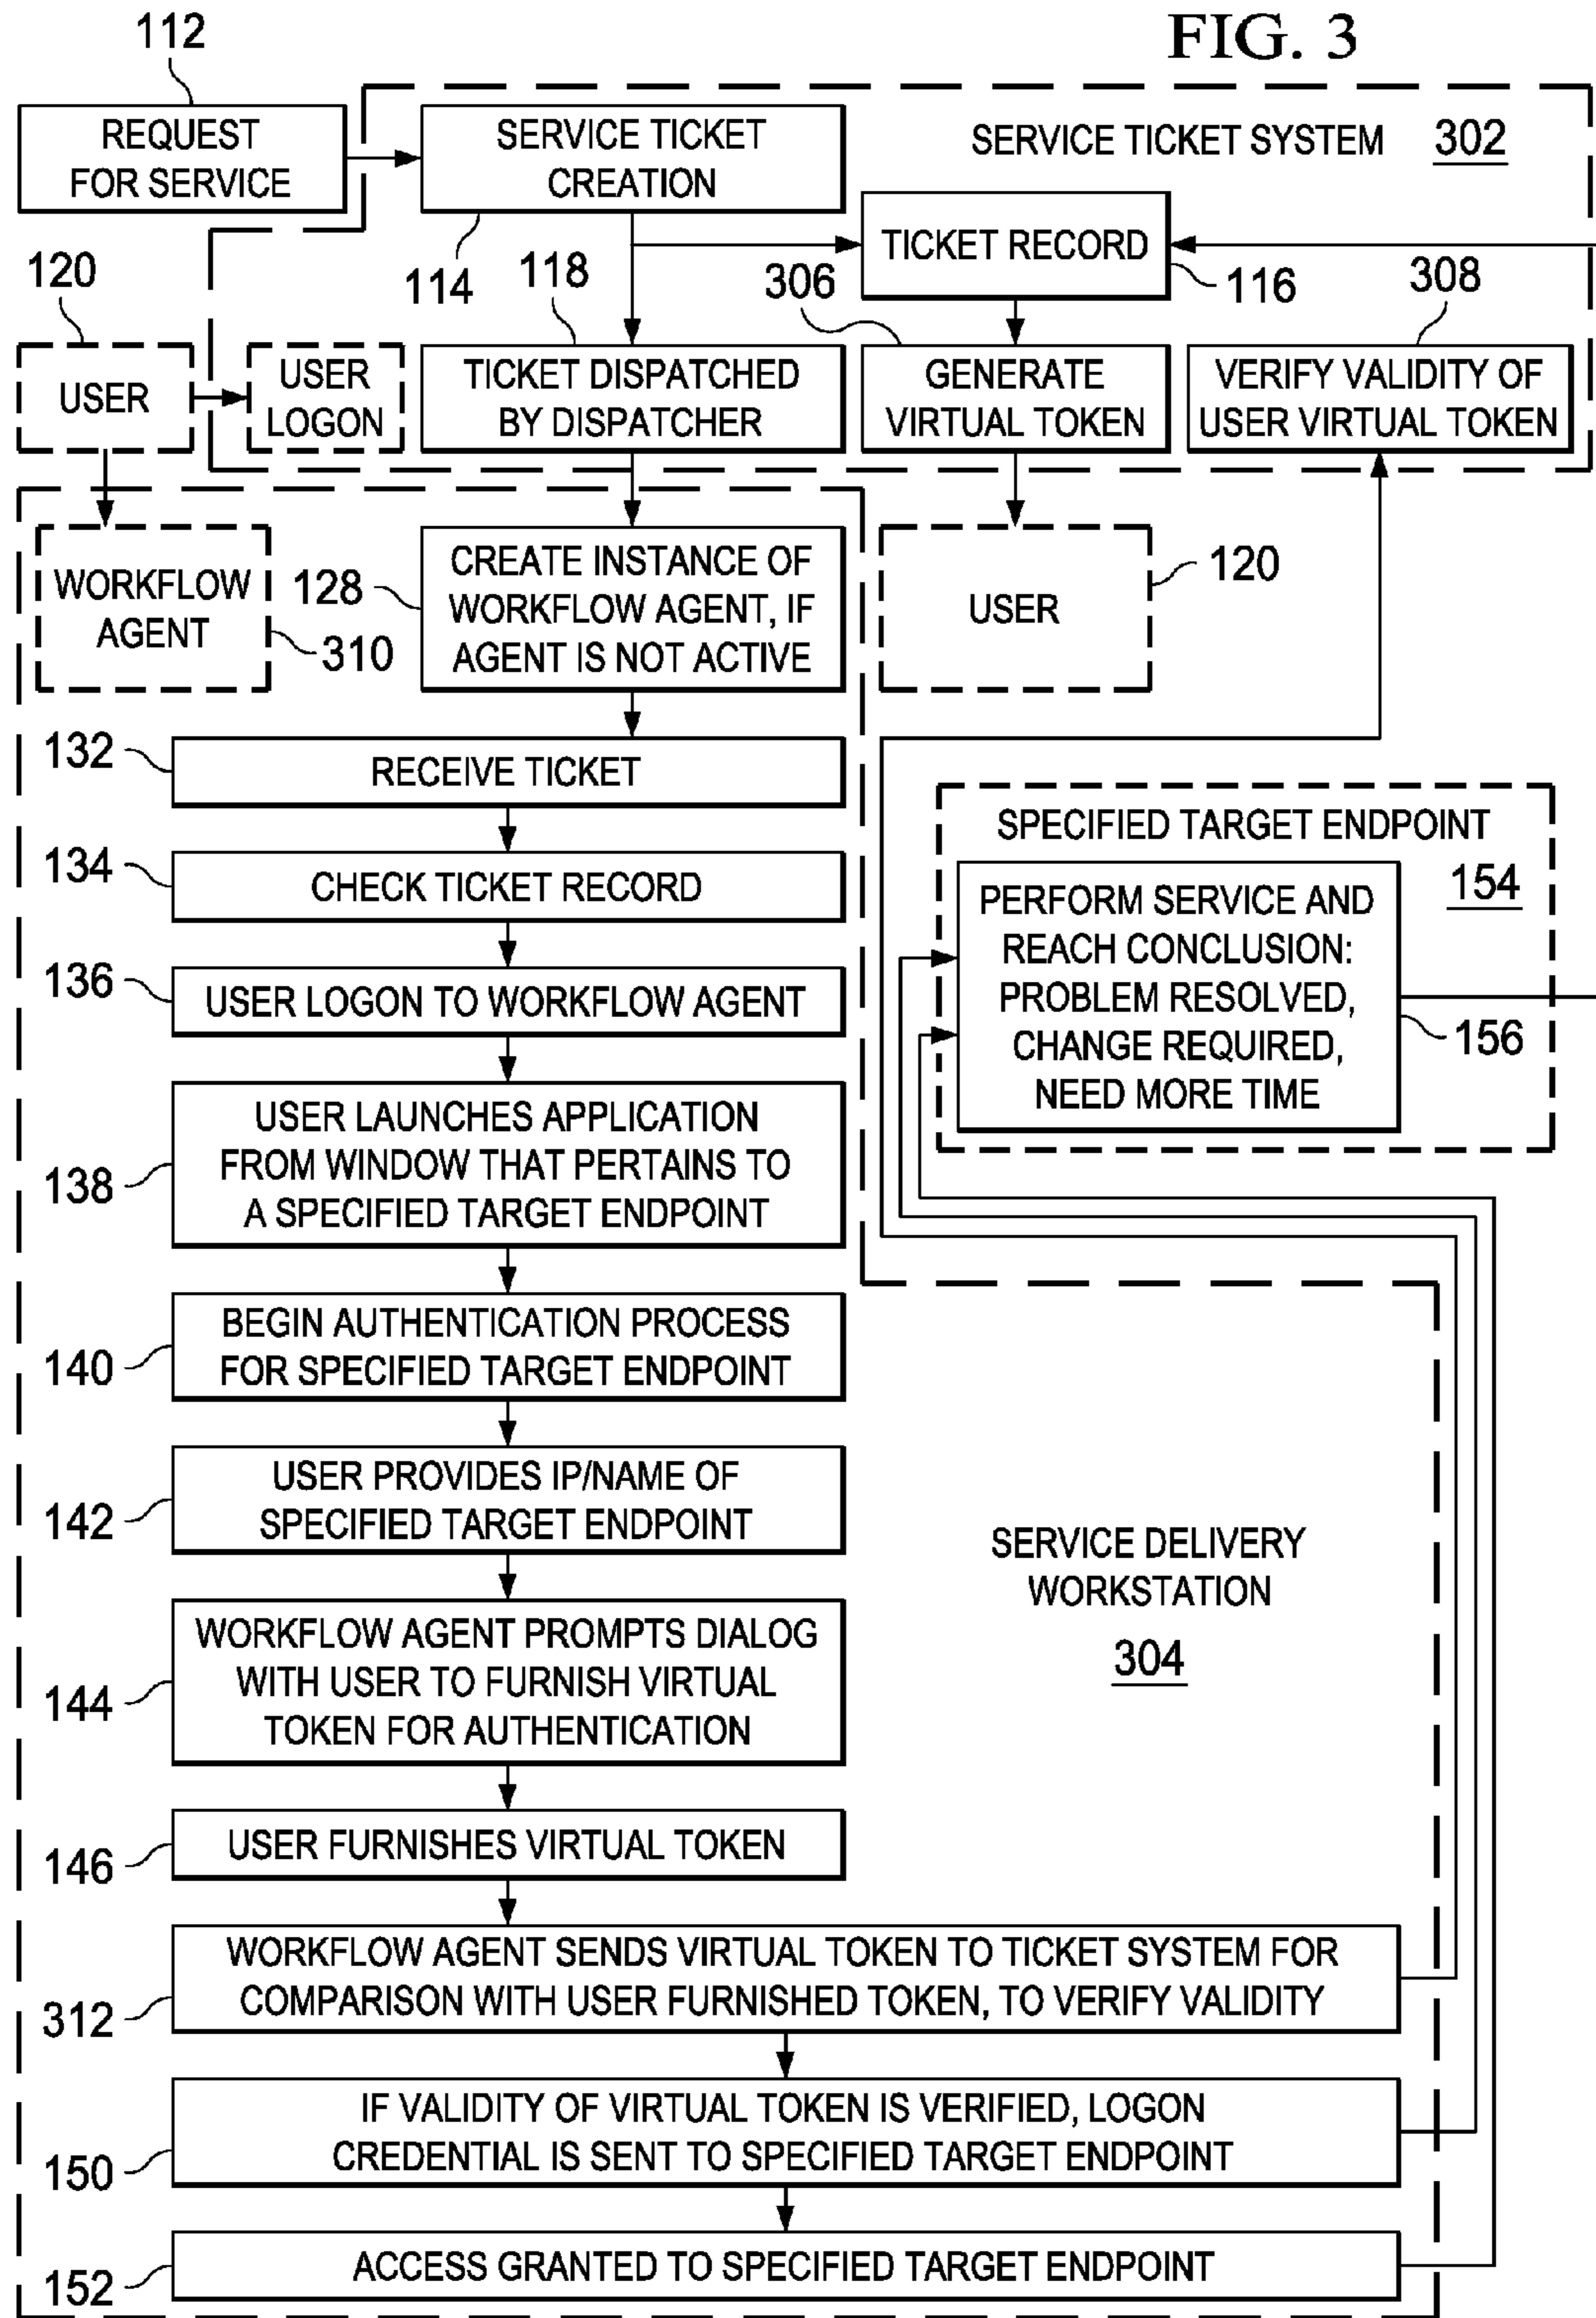 FIG. 3
112
REQUEST
FOR SERVICE
SERVICE TICKET
CREATION
SERVICE TICKET SYSTEM
302
TICKET RECORD
114
116
120
118
306
308
USER
USER
LOGON
TICKET DISPATCHED
BY DISPATCHER
GENERATE
VIRTUAL TOKEN
VERIFY VALIDITY OF
USER VIRTUAL TOKEN
WORKFLOW
AGENT
310
128
CREATE INSTANCE OF
WORKFLOW AGENT, IF
AGENT IS NOT ACTIVE
USER
120
132
RECEIVE TICKET
134
CHECK TICKET RECORD
136
USER LOGON TO WORKFLOW AGENT
138
USER LAUNCHES APPLICATION
FROM WINDOW THAT PERTAINS TO
A SPECIFIED TARGET ENDPOINT
SPECIFIED TARGET ENDPOINT
154
PERFORM SERVICE AND
REACH CONCLUSION:
PROBLEM RESOLVED,
CHANGE REQUIRED,
NEED MORE TIME
156
140
BEGIN AUTHENTICATION PROCESS
FOR SPECIFIED TARGET ENDPOINT
142
USER PROVIDES IP/NAME OF
SPECIFIED TARGET ENDPOINT
SERVICE DELIVERY
WORKSTATION
304
144
WORKFLOW AGENT PROMPTS DIALOG
WITH USER TO FURNISH VIRTUAL
TOKEN FOR AUTHENTICATION
146
USER FURNISHES VIRTUAL TOKEN
312
WORKFLOW AGENT SENDS VIRTUAL TOKEN TO TICKET SYSTEM FOR
COMPARISON WITH USER FURNISHED TOKEN, TO VERIFY VALIDITY
150
IF VALIDITY OF VIRTUAL TOKEN IS VERIFIED, LOGON
CREDENTIAL IS SENT TO SPECIFIED TARGET ENDPOINT
152
ACCESS GRANTED TO SPECIFIED TARGET ENDPOINT